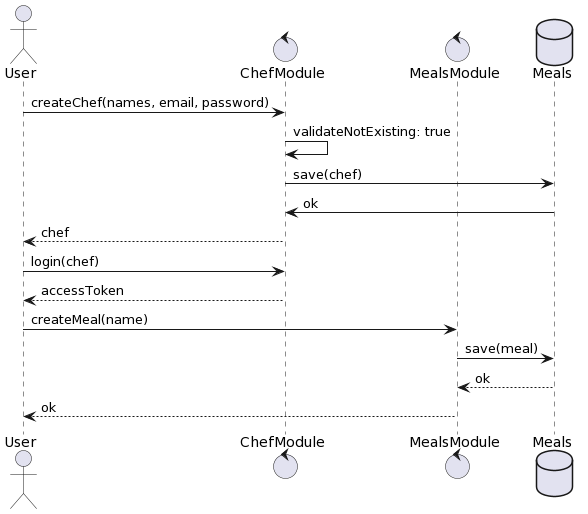 User
ChefModule
MealsModule
Meals
createChef(names, email, password)
validateNotExisting: true
save(chef)
ok
chef
login(chef)
accessToken
createMeal(name)
save(meal)
ok
ok
User
ChefModule
MealsModule
Meals